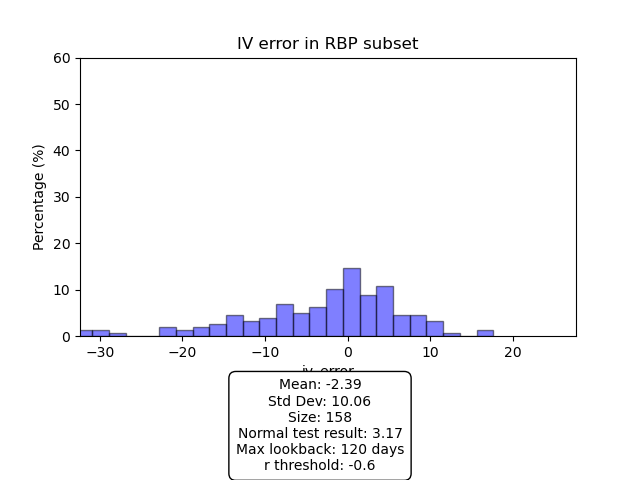 IV error in RBP subset
60
50
40
30
20
10
0
Percentage (%)
−30
−20
−10
0
10
20
iv_error
Mean: -2.39
Std Dev: 10.06
Size: 158
Normal test result: 3.17
Max lookback: 120 days
r threshold: -0.6